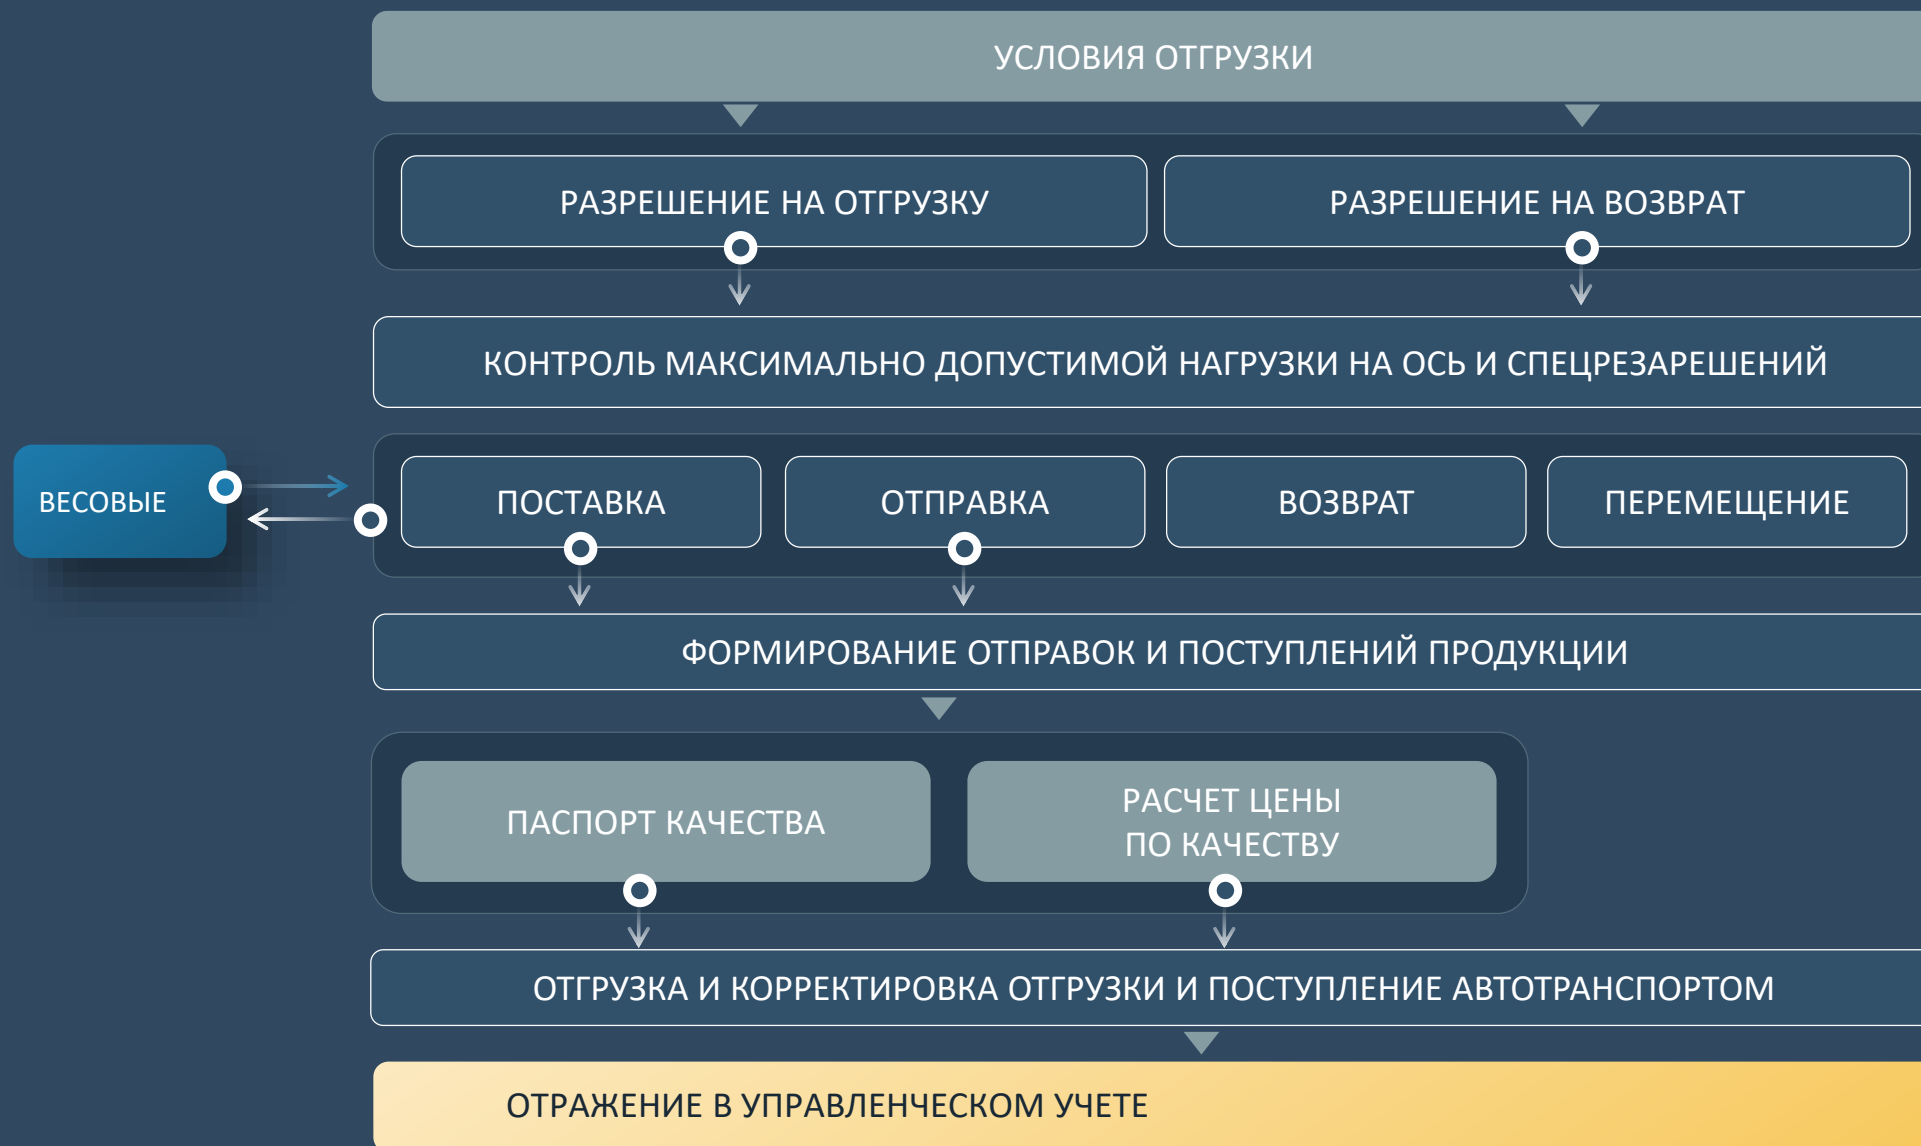 УСЛОВИЯ ОТГРУЗКИ
РАЗРЕШЕНИЕ НА ОТГРУЗКУ
РАЗРЕШЕНИЕ НА ВОЗВРАТ
КОНТРОЛЬ МАКСИМАЛЬНО ДОПУСТИМОЙ НАГРУЗКИ НА ОСЬ И СПЕЦРЕЗАРЕШЕНИЙ
ВЕСОВЫЕ
ПОСТАВКА
ОТПРАВКА
ВОЗВРАТ
ПЕРЕМЕЩЕНИЕ
ФОРМИРОВАНИЕ ОТПРАВОК И ПОСТУПЛЕНИЙ ПРОДУКЦИИ
ПАСПОРТ КАЧЕСТВА
РАСЧЕТ ЦЕНЫ
ПО КАЧЕСТВУ
ОТГРУЗКА И КОРРЕКТИРОВКА ОТГРУЗКИ И ПОСТУПЛЕНИЕ АВТОТРАНСПОРТОМ
ОТРАЖЕНИЕ В УПРАВЛЕНЧЕСКОМ УЧЕТЕ